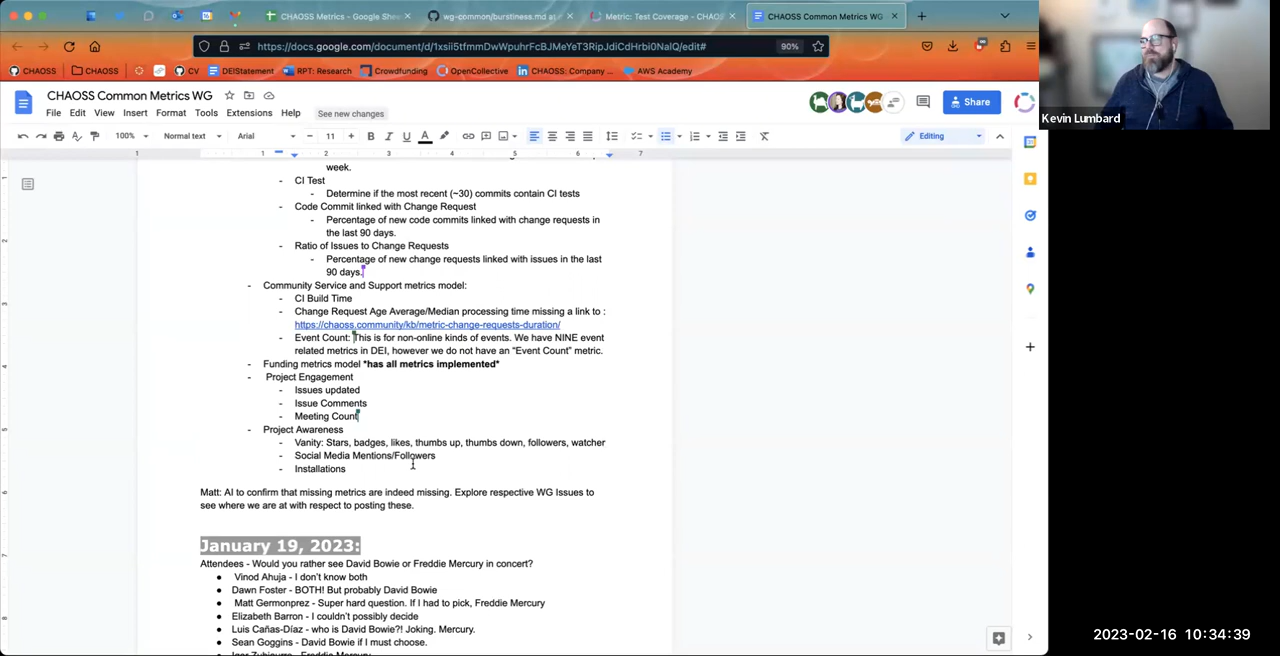 CHAOSS Metrics - Google Shee
wg-common/burstiness.md at
Metric: Test Coverage - CHAO
CHAOSS Common Metrics WG
https://docs.google.com/document/d/1xsii5tfmmDwWpuhrFcBJMeYeT3RipJdiCdHrbi0NaIQ/edit#
90%
CHAOSS
CHAOSS
CV
DEIStatement
RPT: Research
Crowdfunding
OpenCollective
CHAOSS: Company ...
AWS Academy
CHAOSS Common Metrics WG
File Edit View Insert Format Tools Extensions Help
See new changes
Share
Kevin Lumbard
100%
Normal text
Arial
11
Editing
week.
- CI Test
- Determine if the most recent (~30) commits contain CI tests
- Code Commit linked with Change Request
- Percentage of new code commits linked with change requests in
the last 90 days.
- Ratio of Issues to Change Requests
- Percentage of new change requests linked with issues in the last
90 days.
- Community Service and Support metrics model:
- CI Build Time
- Change Request Age Average/Median processing time missing a link to :
https://chaoss.community/kb/metric-change-requests-duration/
- Event Count: This is for non-online kinds of events. We have NINE event
related metrics in DEI, however we do not have an “Event Count” metric.
- Funding metrics model *has all metrics implemented*
- Project Engagement
- Issues updated
- Issue Comments
- Meeting Count
- Project Awareness
- Vanity: Stars, badges, likes, thumbs up, thumbs down, followers, watcher
- Social Media Mentions/Followers
- Installations
Matt: AI to confirm that missing metrics are indeed missing. Explore respective WG Issues to
see where we are at with respect to posting these.
January 19, 2023:
Attendees - Would you rather see David Bowie or Freddie Mercury in concert?
● Vinod Ahuja - I don’t know both
● Dawn Foster - BOTH! But probably David Bowie
● Matt Germonprez - Super hard question. If I had to pick, Freddie Mercury
● Elizabeth Barron - I couldn’t possibly decide
● Luis Cañas-Díaz - who is David Bowie?! Joking. Mercury.
● Sean Goggins - David Bowie if I must choose.
2023-02-16 10:34:39